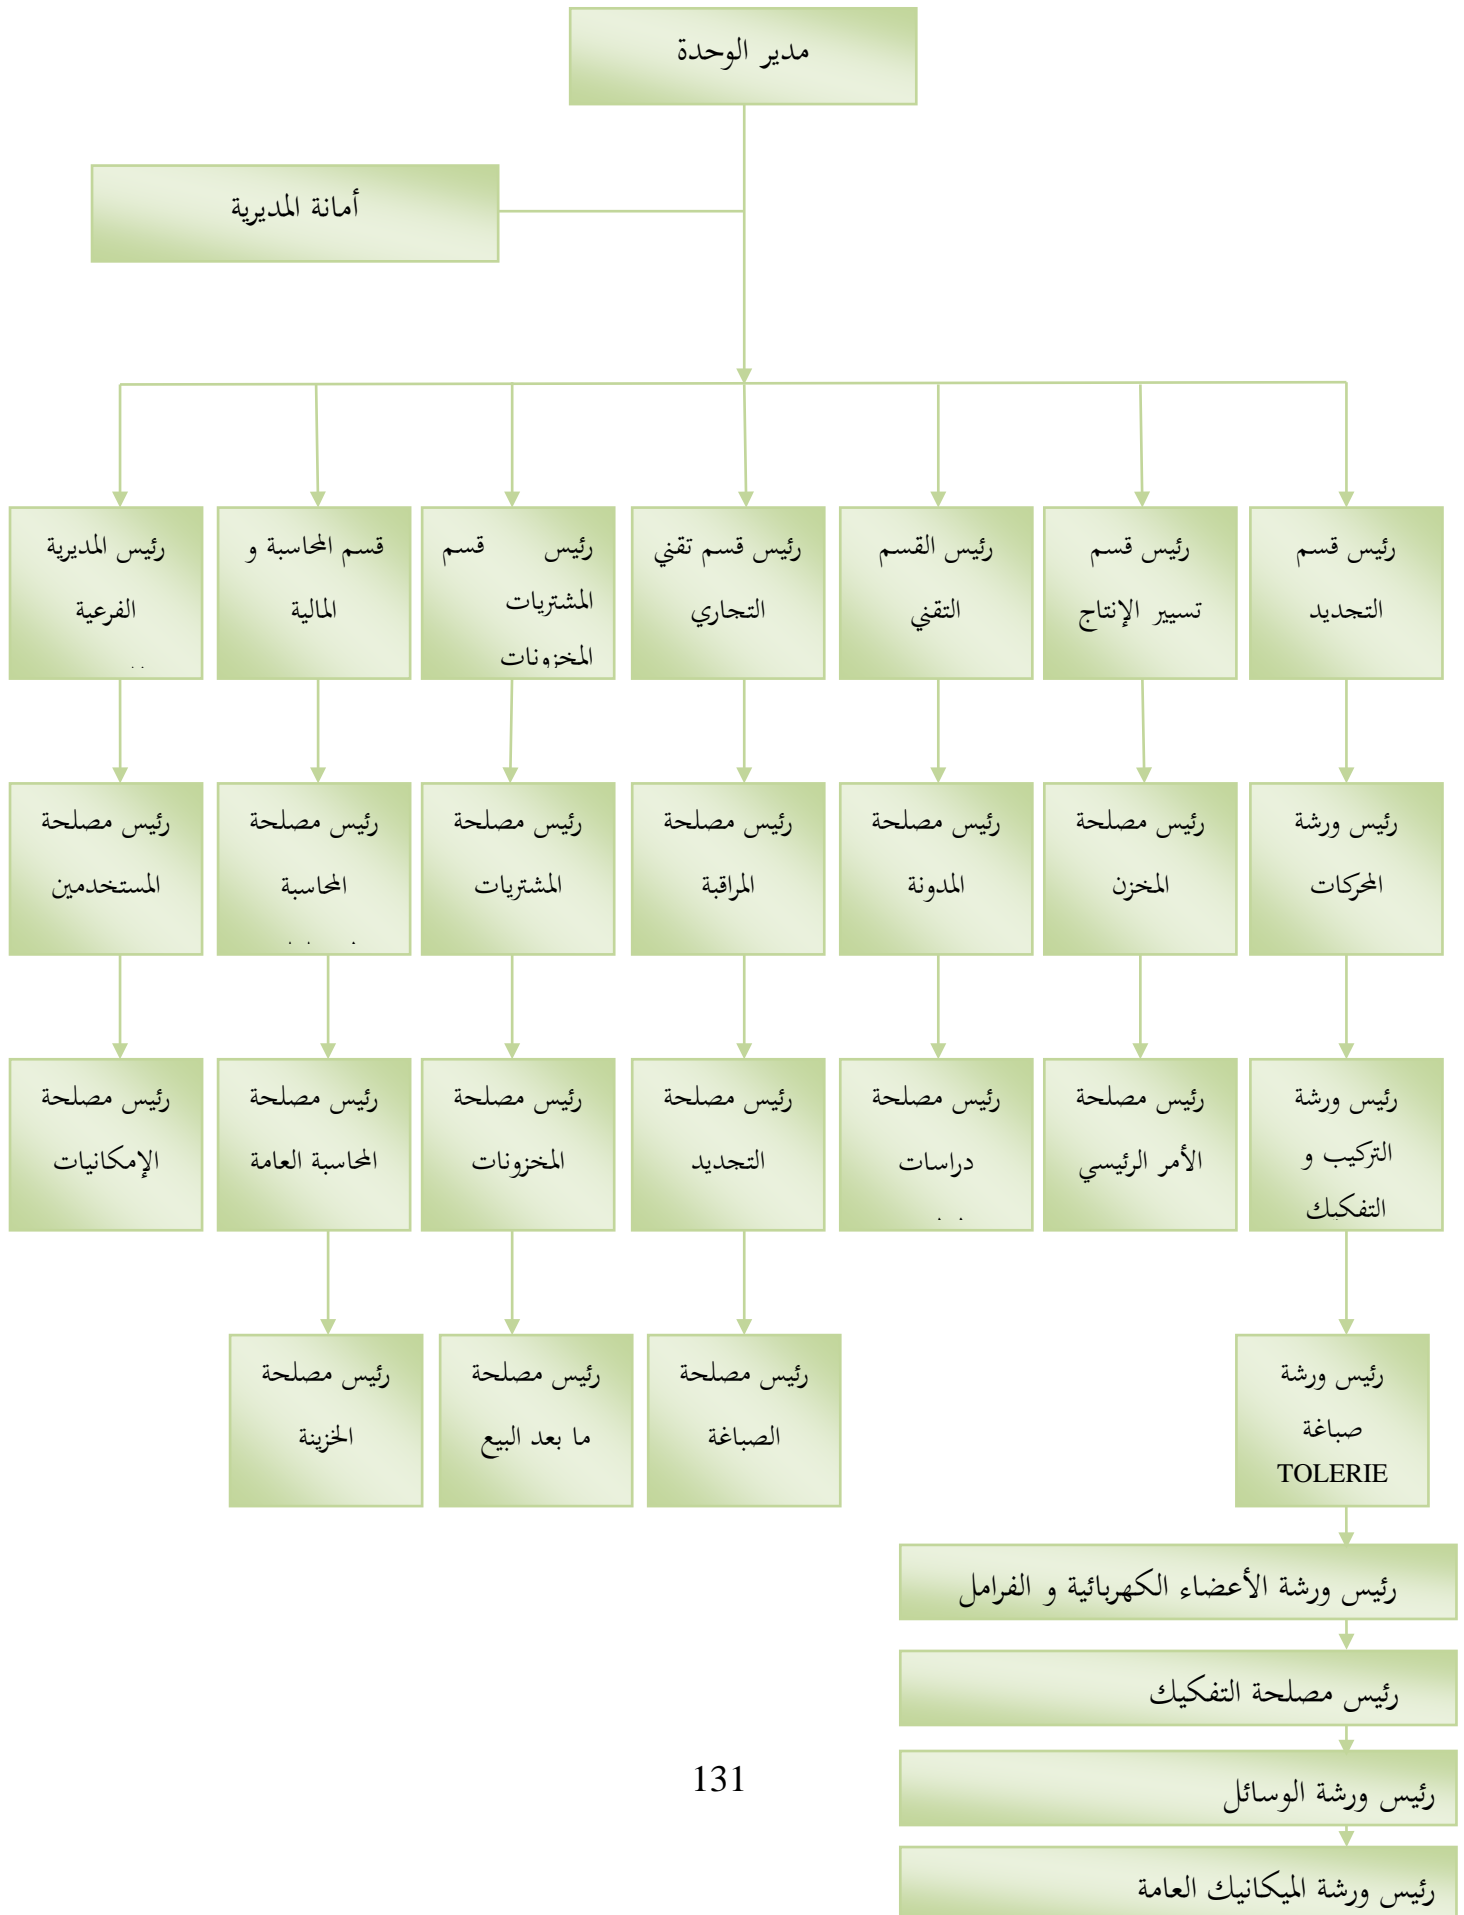 مدير الوحدة
أمانة المديرية
رئيس قسم
التجديد
رئيس قسم
تسيير الإنتاج
رئيس القسم
التقني
رئيس قسم تقني
التجاري
رئيس قسم
المشتريات
المخزونات
قسم المحاسبة و
المالية
رئيس المديرية
الفرعية
رئيس ورشة
المحركات
رئيس مصلحة
المخزن
رئيس مصلحة
المدونة
رئيس مصلحة
المراقبة
رئيس مصلحة
المشتريات
رئيس مصلحة
المحاسبة
رئيس مصلحة
المستخدمين
رئيس ورشة
التركيب و
التفكيك
رئيس مصلحة
الأمر الرئيسي
رئيس مصلحة
دراسات
رئيس مصلحة
التجديد
رئيس مصلحة
المخزونات
رئيس مصلحة
المحاسبة العامة
رئيس مصلحة
الإمكانيات
رئيس ورشة
صباغة
TOLERIE
رئيس مصلحة
الصباغة
رئيس مصلحة
ما بعد البيع
رئيس مصلحة
الخزينة
رئيس ورشة الأعضاء الكهربائية و الفرامل
رئيس مصلحة التفكيك
رئيس ورشة الوسائل
رئيس ورشة الميكانيك العامة
131